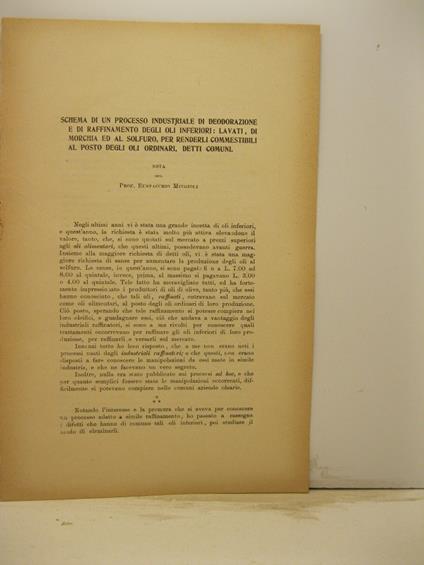 SCHEMA DI UN PROCESSO INDUSTRIALE DI DEODORAZIONE
E DI RAFFINAMENTO DEGLI OLI INFERIORI: LAVATI, DI
MORCHIA ED AL SOLFURO, PER RENDERLI COMMESTIBILI
AL POSTO DEGLI OLI ORDINARI, DETTI COMUNI.
NOTA
DEL
PROF. EUSTACCHIO MINGIOLI
Negli ultimi anni vi è stata una grande incetta di oli inferiori,
e quest'anno, la richiesta è stata molto più attiva elevandone il
valore, tanto, che, si sono quotati sul mercato a prezzi superiori
agli oli alimentari, che questi ultimi, possedevano avanti guerra.
Insieme alla maggiore richiesta di detti oli, vi è stata una mag-
giore richiesta di sanse per aumentare la produzione degli oli al
solfuro. Le sanse, in quest'anno, si sono pagate 6 a L. 7.00 ad
8.00 al quintale, invece, prima, al massimo si pagavano L. 3.00
o 4.00 al quintale. Tale fatto ha meravigliato tutti, ed ha forte-
mente impressionato i produttori di oli di oliva, tanto più, che essi
hanno conosciuto, che tali oli, raffinati, entravano sul mercato
come oli alimentari, al posto degli oli ordinari di loro produzione.
Ciò posto, sperando che tale raffinamento si potesse compiere nei
loro oleifici, e guadagnare essi, ciò che andava a vantaggio degli
industriali raffinatori, si sono a me rivolti per conoscere quali
trattamenti occorrevano per raffinare gli oli inferiori di loro pro-
duzione, per raffinarli e versarli sul mercato.
Innanzi tutto ho loro risposto, che a me non erano noti i
processi usati dagli industriali raffinatori; e che questi, non erano
disposti a fare conoscere le manipolazioni da essi usate in simile
industria, e che ne facevano un vero segreto.
Inoltre, nulla era stato pubblicato sui processi ad hoc, e che
per quanto semplici fossero state le manipolazioni occorrenti, dif-
ficilmente si potevano compiere nelle comuni aziende olearie.
* * *
Notando l'interesse e la premura che si aveva per conoscere
un processo adatto a simile raffinamento, ho passato a rassegna
i difetti che hanno di comune tali oli inferiori, poi studiare il
modo di eliminarli.